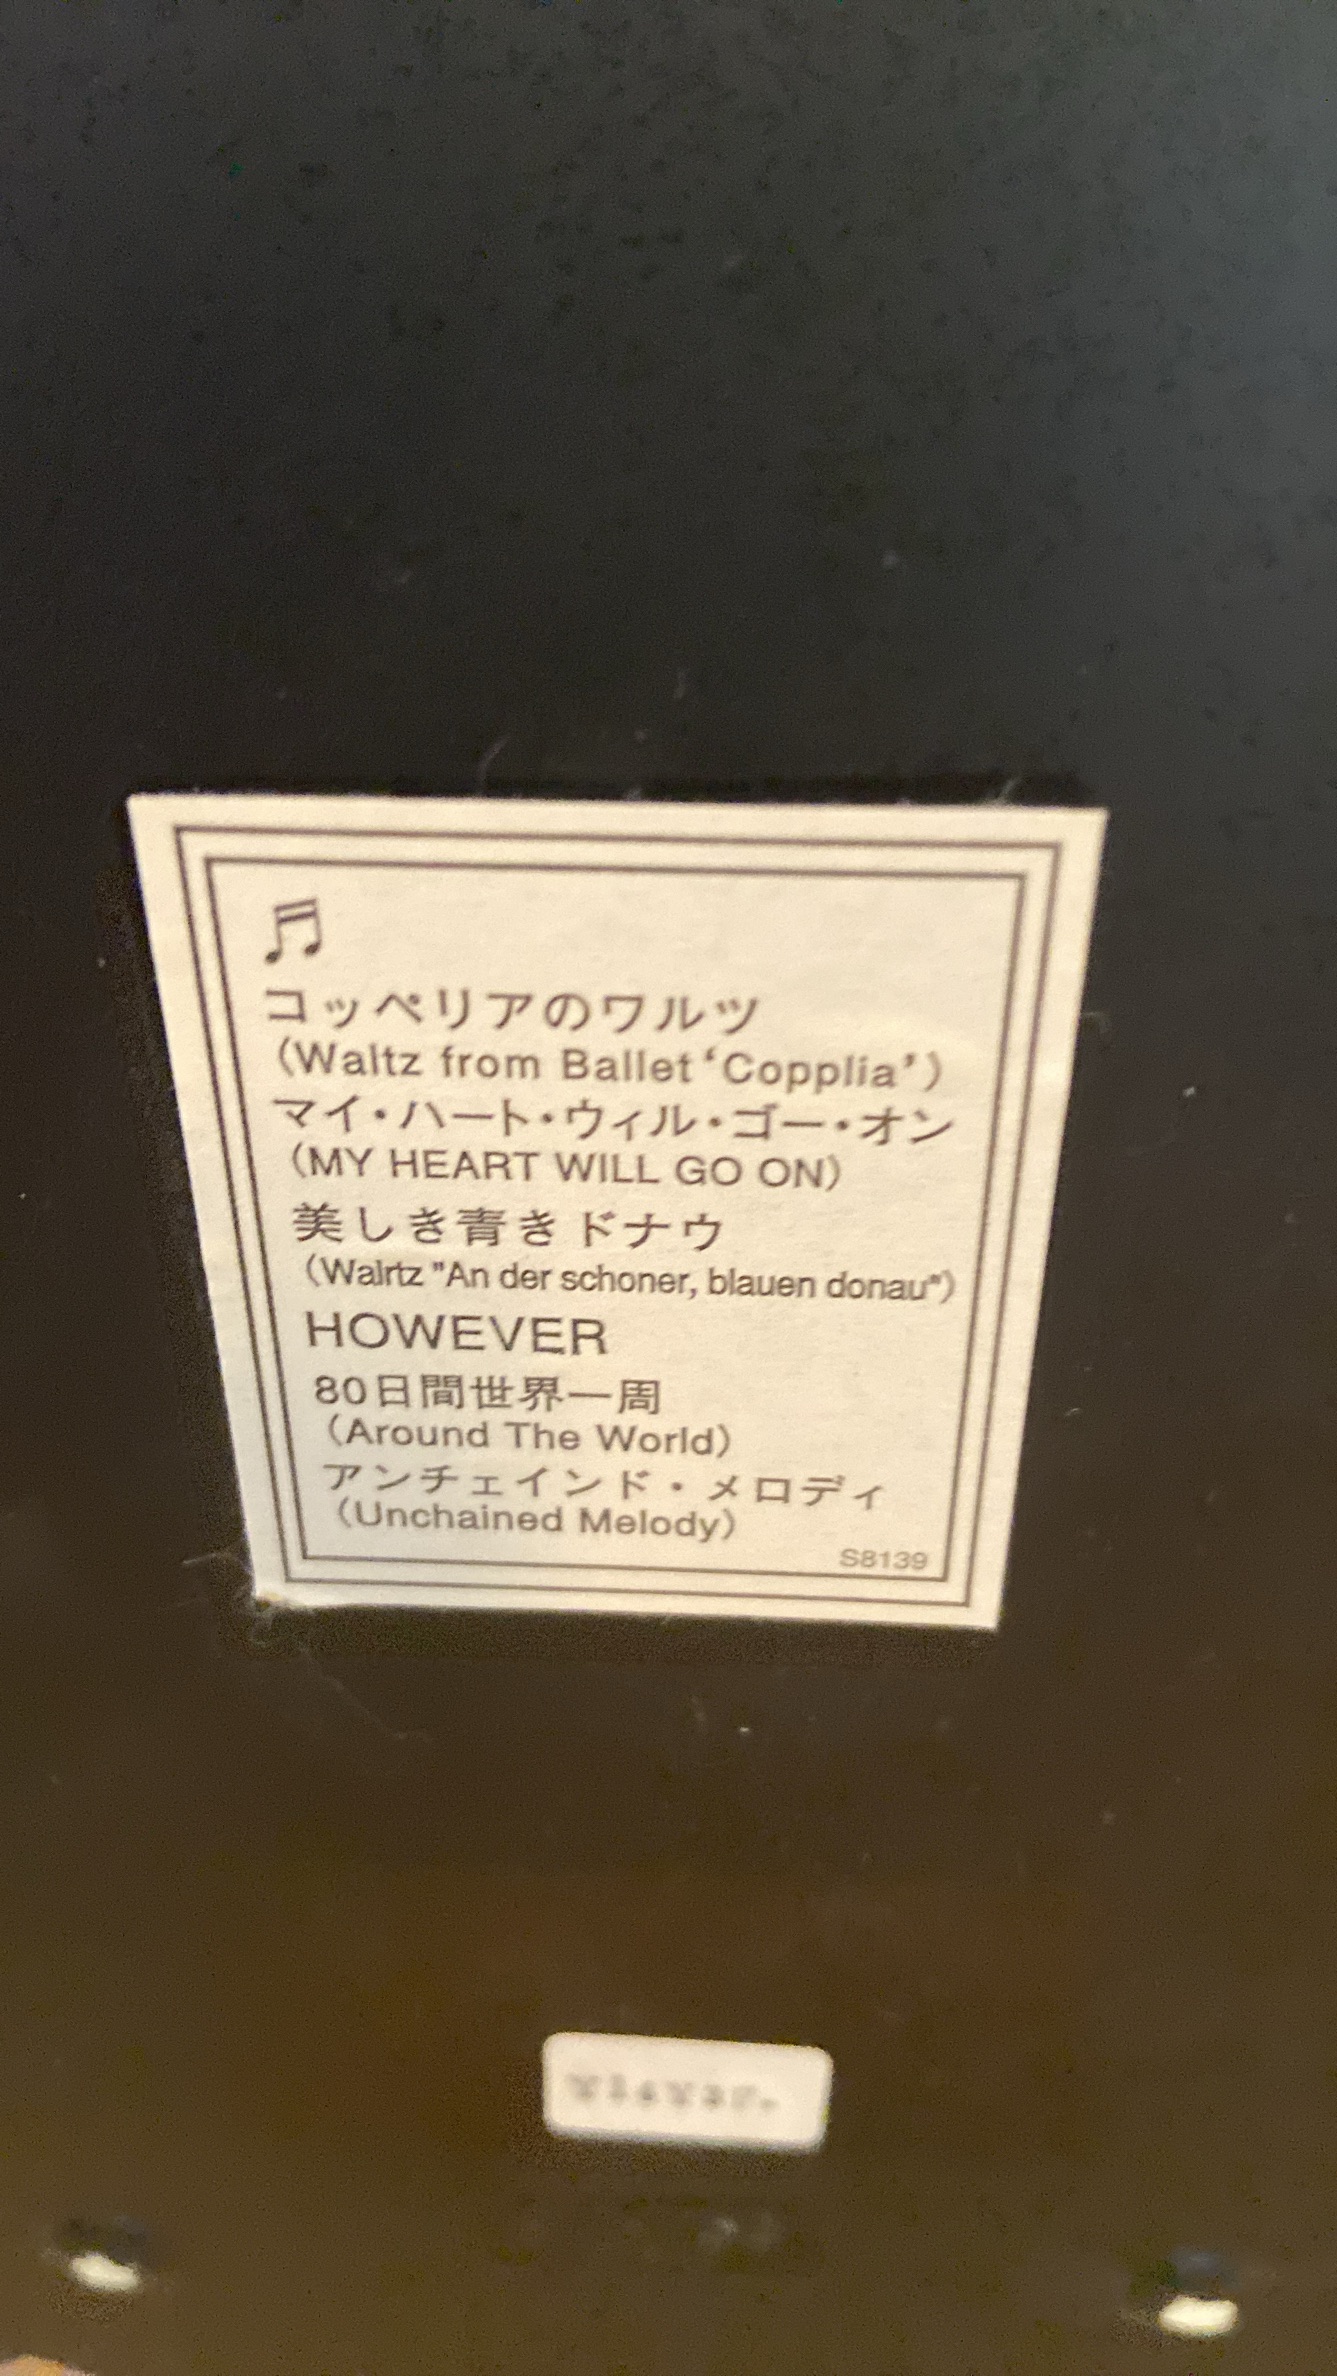 コッペリアのワルツ
(Waltz from Ballet ‘Copplia’)
マイ・ハート・ウィル・ゴー・オン
(MY HEART WILL GO ON)
美しき青きドナウ
(Walrtz "An der schoner, blauen donau")
HOWEVER
80日間世界一周
(Around The World)
アンチェインド・メロディ
(Unchained Melody)
S8139